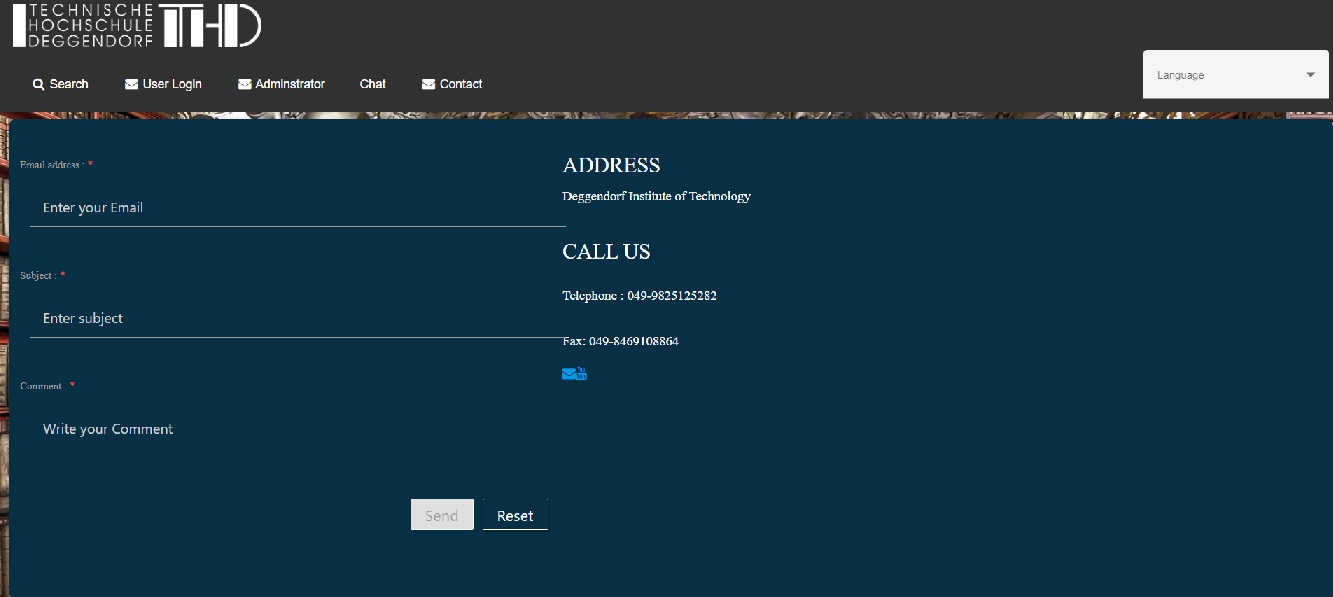 TECHNISCHE
HOCHSCHULE
DEGGENDORF
THD
Search
User Login
Adminstrator
Chat
Contact
Language
Email address : *
Enter your Email
Subject : *
Enter subject
Comment *
Write your Comment
Send
Reset
ADDRESS
Deggendorf Institute of Technology
CALL US
Telephone : 049-9825125282
Fax: 049-8469108864